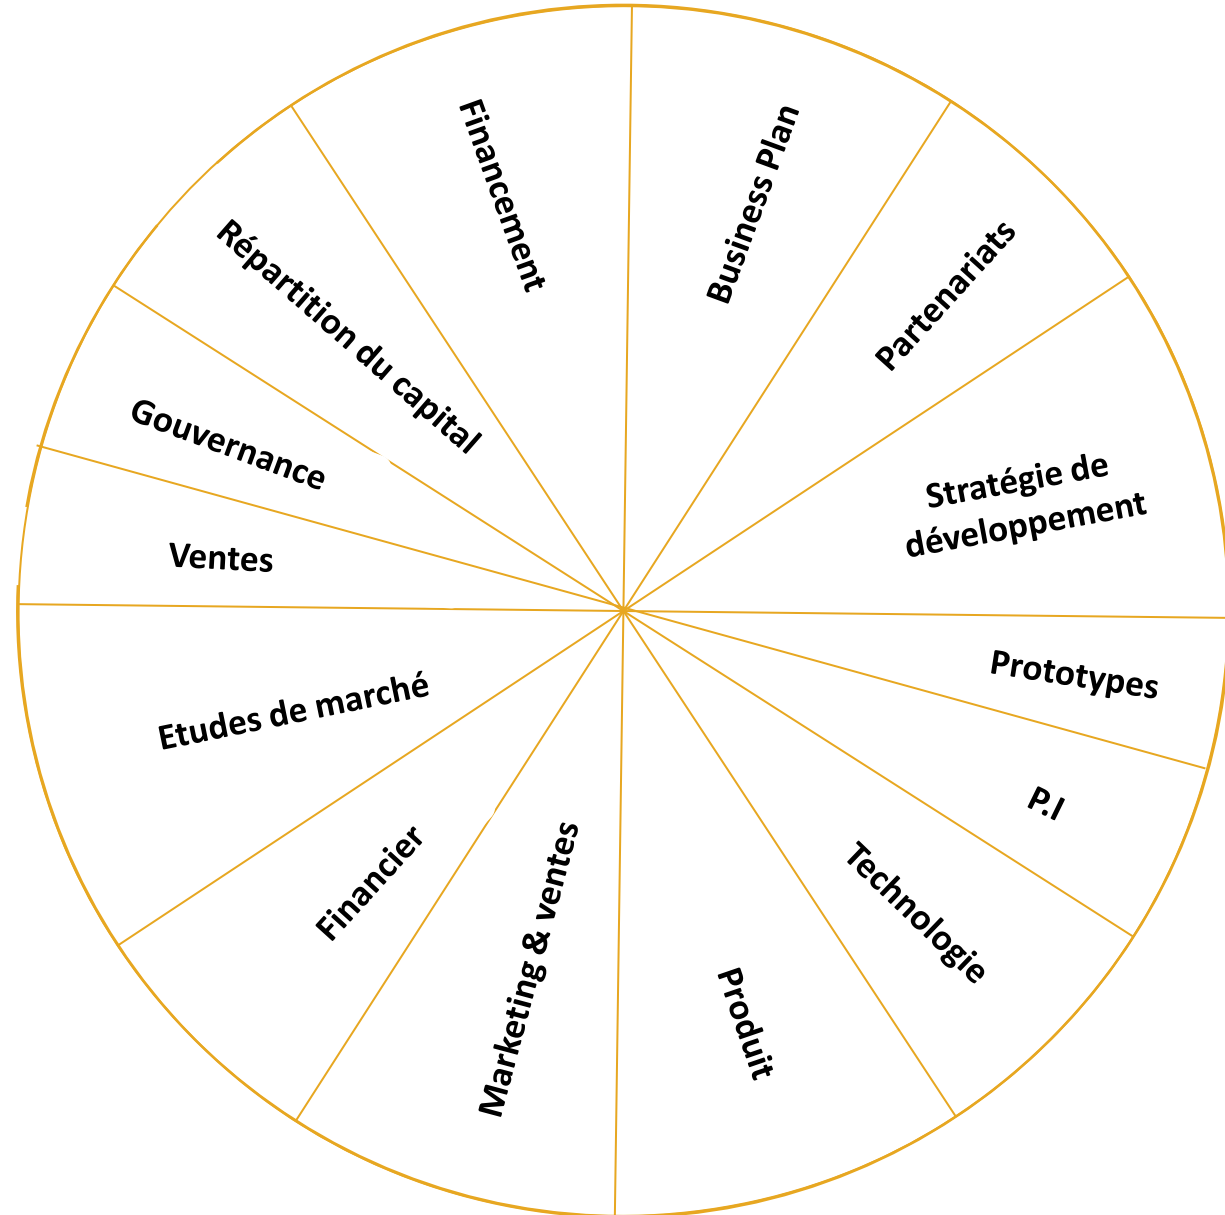 Business Plan
Partenariats
Stratégie de
développement
Prototypes
P.I
Technologie
Produit
Marketing & ventes
Financier
Etudes de marché
Ventes
Gouvernance
Répartition du capital
Financement